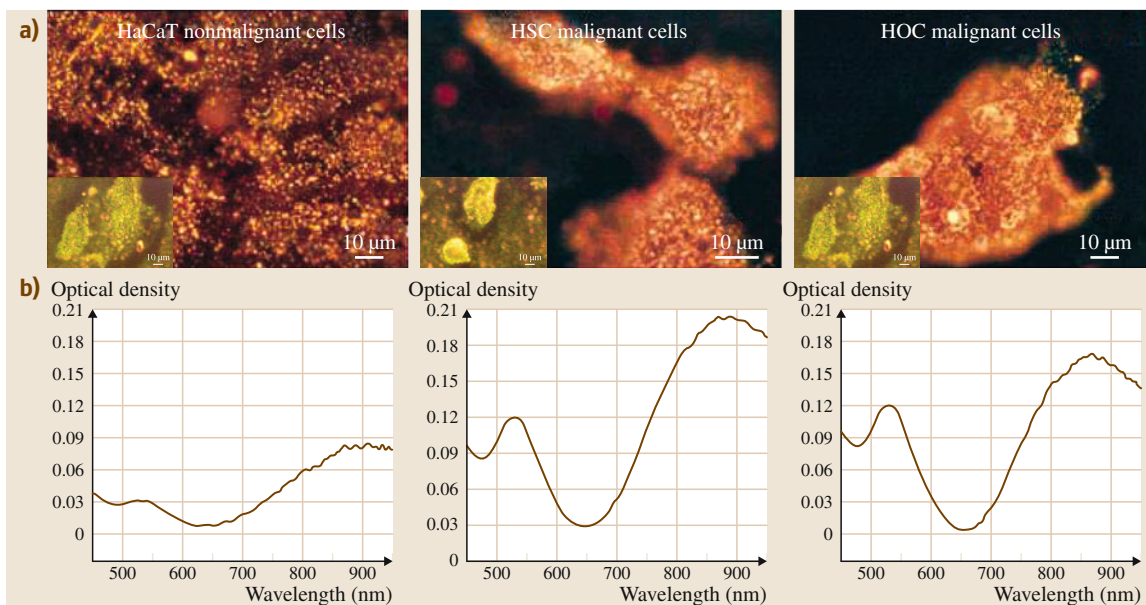 a)
HaCaT nonmalignant cells
HSC malignant cells
HOC malignant cells
10 μm
10 μm
10 μm
10 μm
10 μm
10 μm
b)
Optical density
0.21
0.18
0.15
0.12
0.09
0.06
0.03
0
500 600 700 800 900
Wavelength (nm)
Optical density
0.21
0.18
0.15
0.12
0.09
0.06
0.03
0
500 600 700 800 900
Wavelength (nm)
Optical density
0.21
0.18
0.15
0.12
0.09
0.06
0.03
0
500 600 700 800 900
Wavelength (nm)